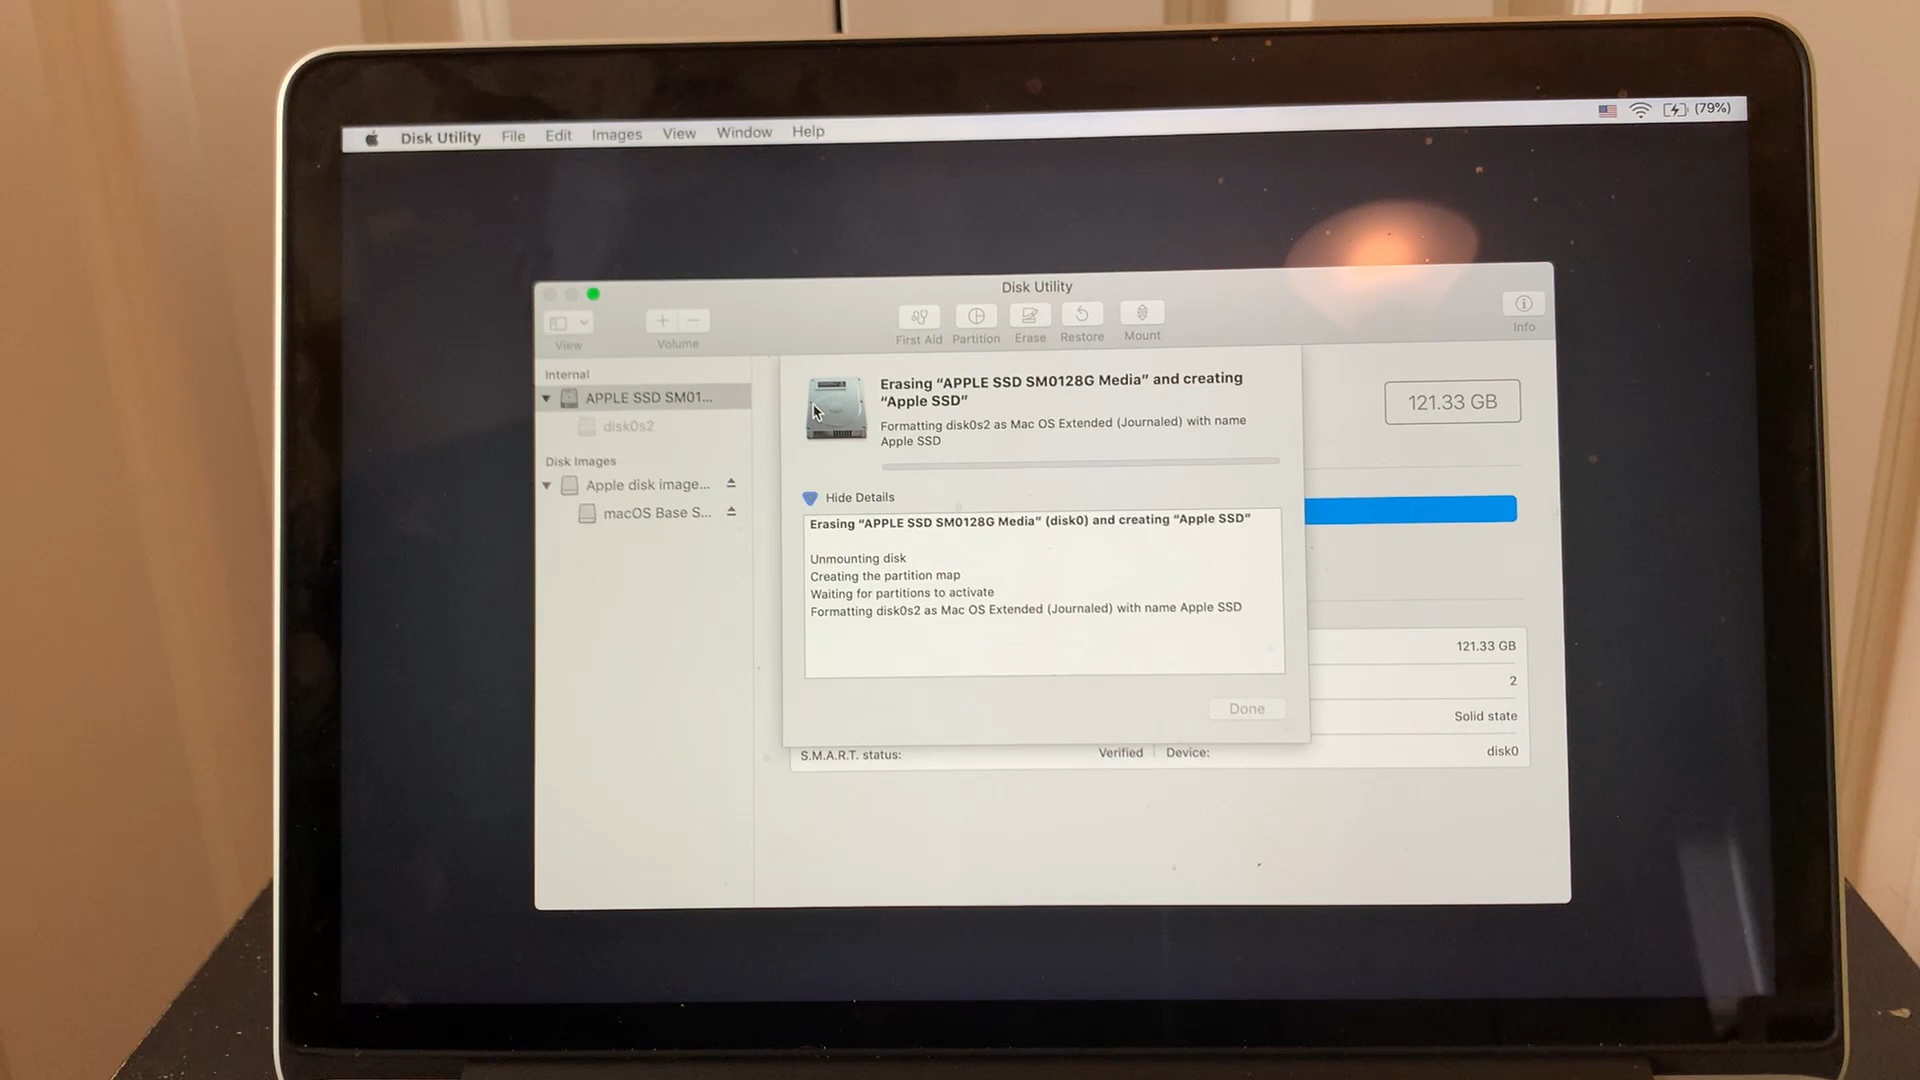 Disk Utility File Edit Images View Window Help (79%)
Disk Utility
View Volume First Aid Partition Erase Restore Mount Info
Internal
APPLE SSD SM01...
disk0s2
Disk Images
Apple disk image...
macOS Base S...
Erasing “APPLE SSD SM0128G Media” and creating
“Apple SSD”
Formatting disk0s2 as Mac OS Extended (Journaled) with name
Apple SSD
Hide Details
Erasing “APPLE SSD SM0128G Media” (disk0) and creating “Apple SSD”
Unmounting disk
Creating the partition map
Waiting for partitions to activate
Formatting disk0s2 as Mac OS Extended (Journaled) with name Apple SSD
Done
121.33 GB
121.33 GB
2
Solid state
S.M.A.R.T. status: Verified Device: disk0